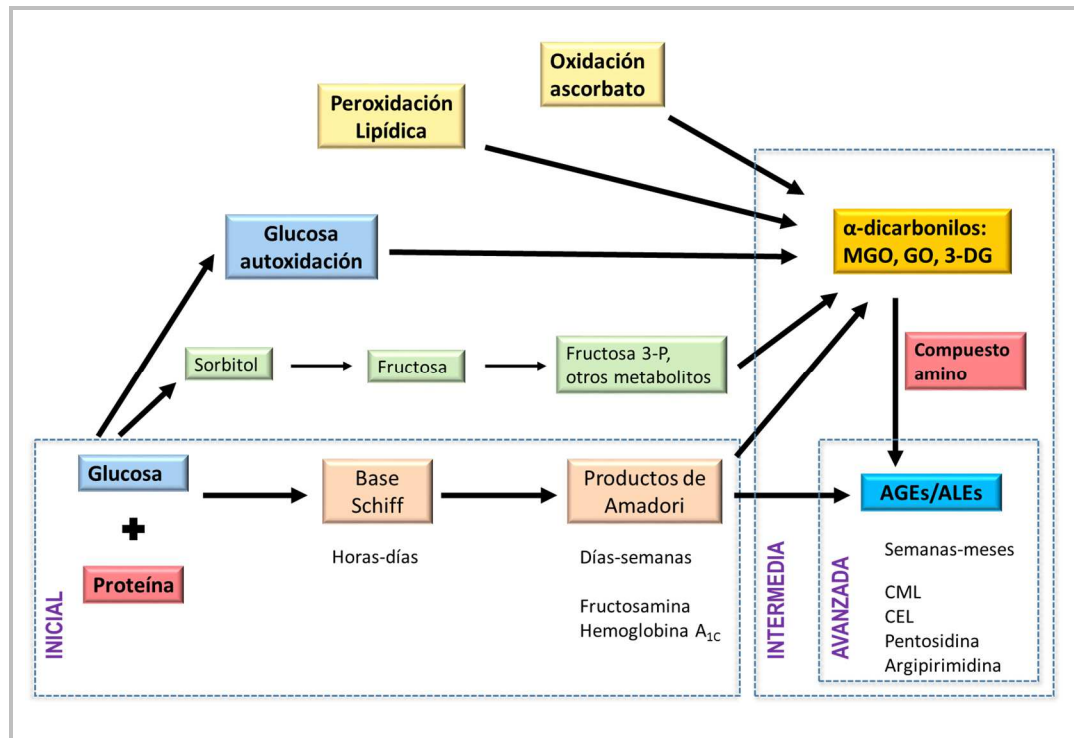 Oxidación
ascorbato
Peroxidación
Lipídica
Glucosa
autoxidación
α-dicarbonilos:
MGO, GO, 3-DG
Sorbitol
Fructosa
Fructosa 3-P,
otros metabolitos
Compuesto
amino
Glucosa
+
Proteína
Base
Schiff
Horas-días
Productos de
Amadori
Días-semanas
Fructosamina
Hemoglobina A1C
INICIAL
INTERMEDIA
AVANZADA
AGEs/ALEs
Semanas-meses
CML
CEL
Pentosidina
Argipirimidina